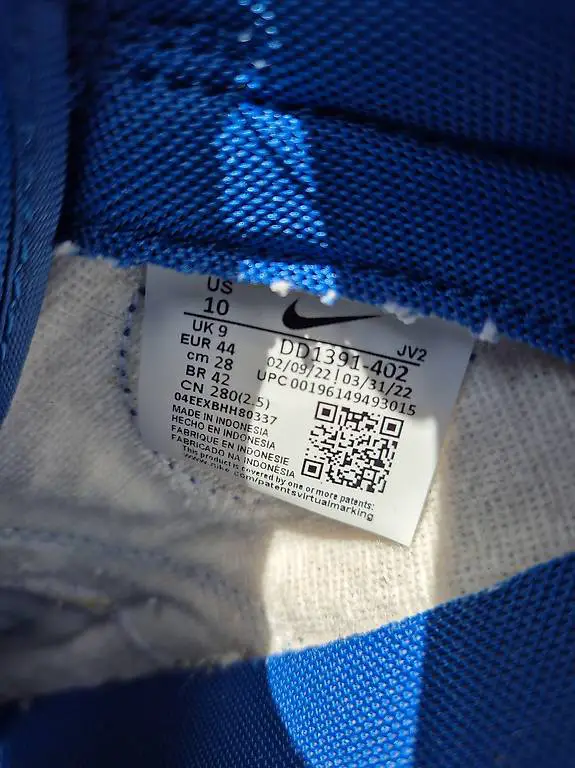 US
10
UK 9
EUR 44
cm 28
BR 42
CN 280(2.5)
04EEXBHH80337
MADE IN INDONESIA
HECHO EN INDONESIA
FABRIQUE EN INDONESIE
FABRICADO NA INDONÉSIA
This product is covered by one or more patents:
www.nike.com/patentsvirtualmarking
JV2
DD1391-402
02/09/22 | 03/31/22
UPC 00196149493015